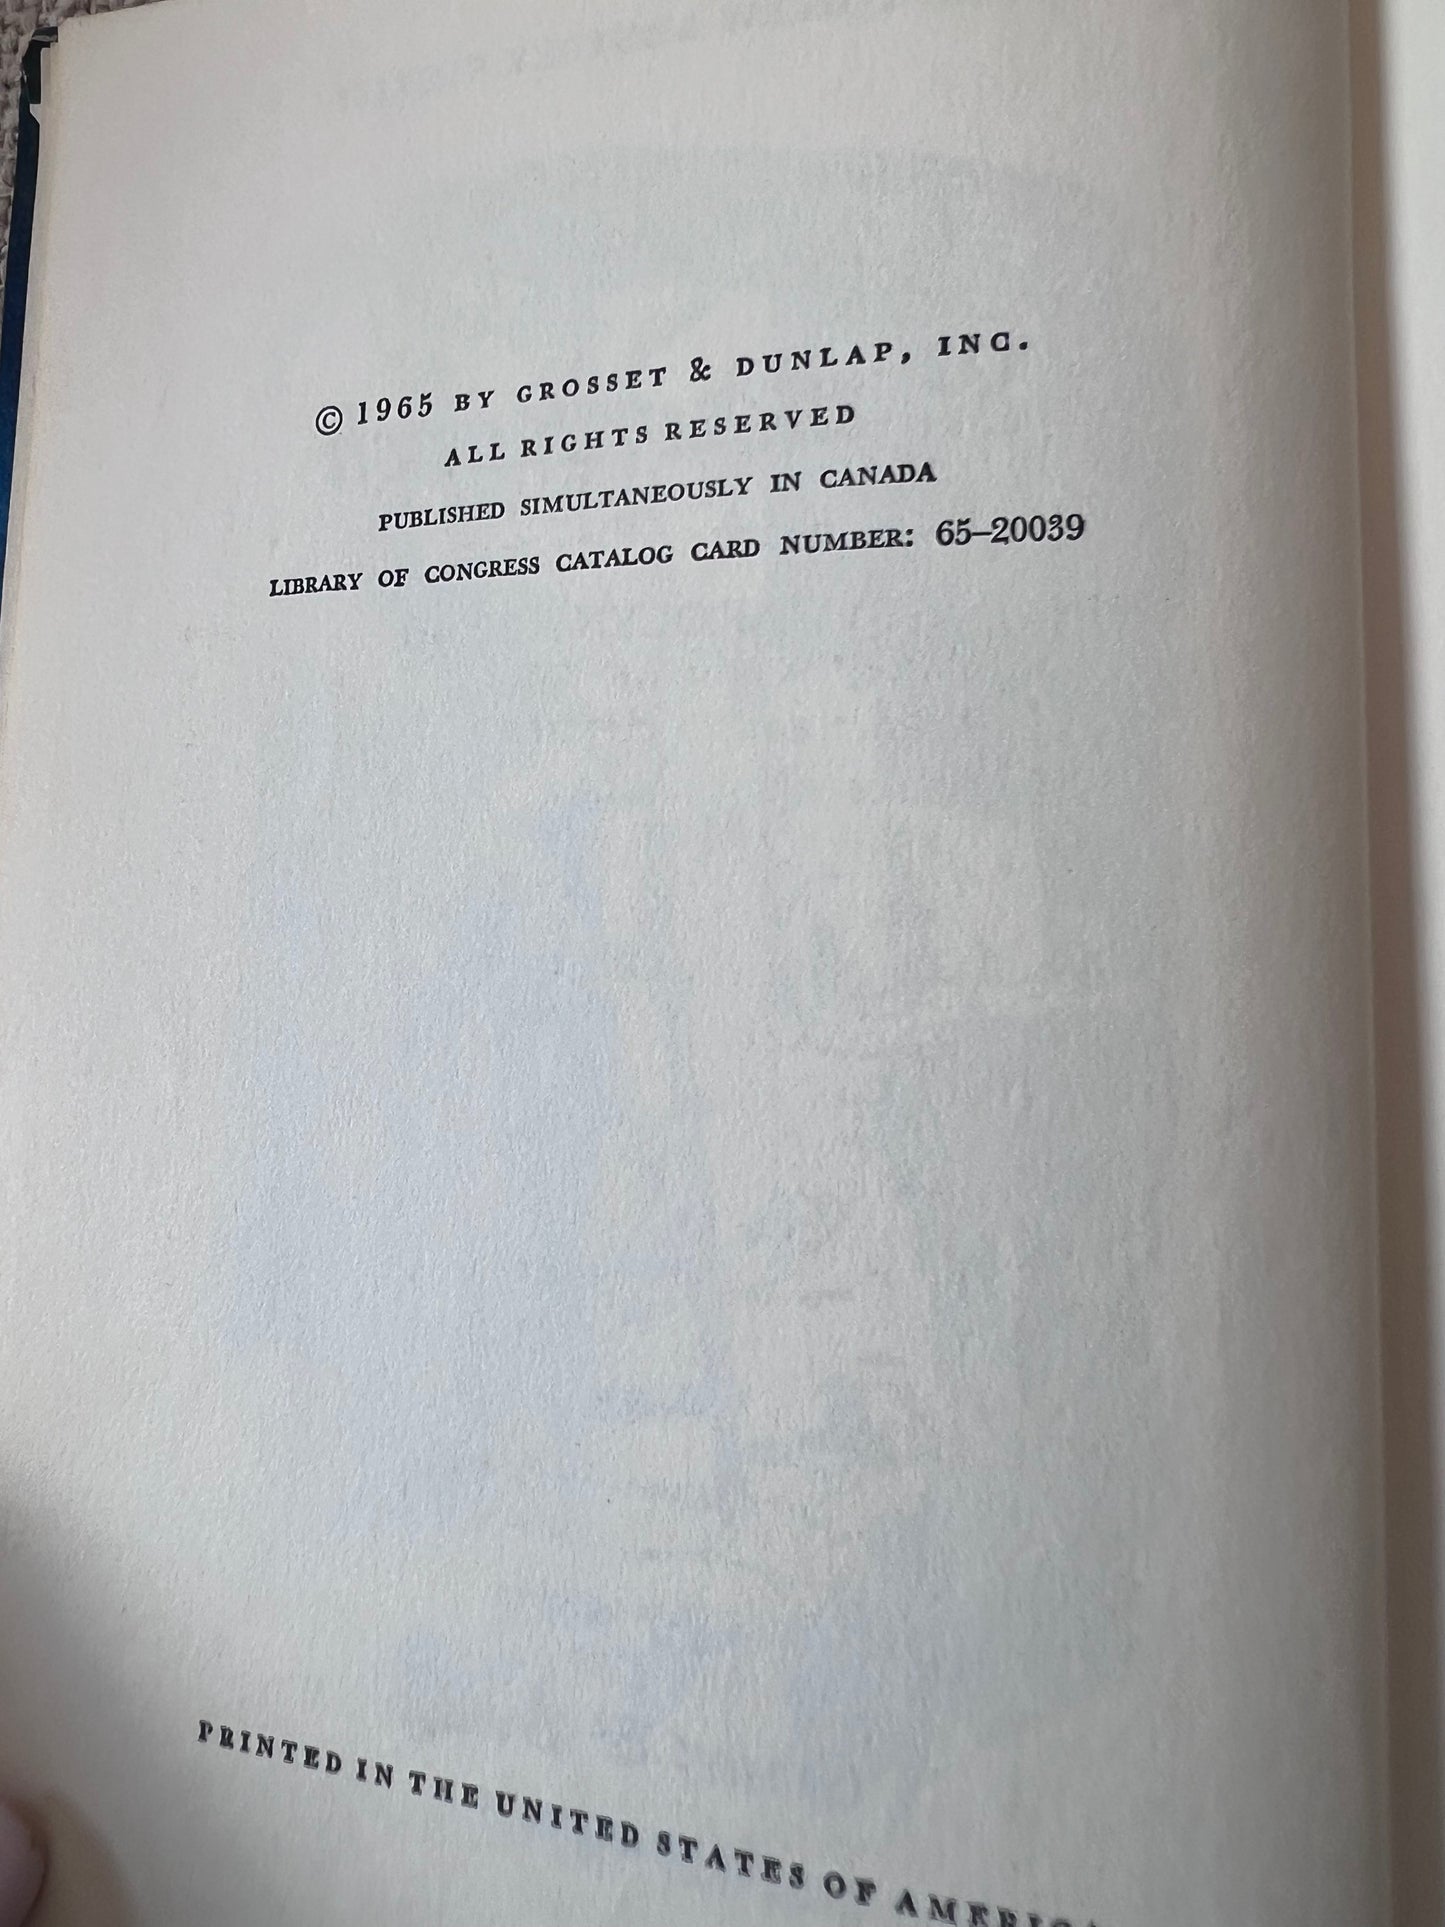 © 1965 BY GROSSET & DUNLAP, INC.
ALL RIGHTS RESERVED
PUBLISHED SIMULTANEOUSLY IN CANADA
LIBRARY OF CONGRESS CATALOG CARD NUMBER: 65–20039
PRINTED IN THE UNITED STATES OF AMERICA